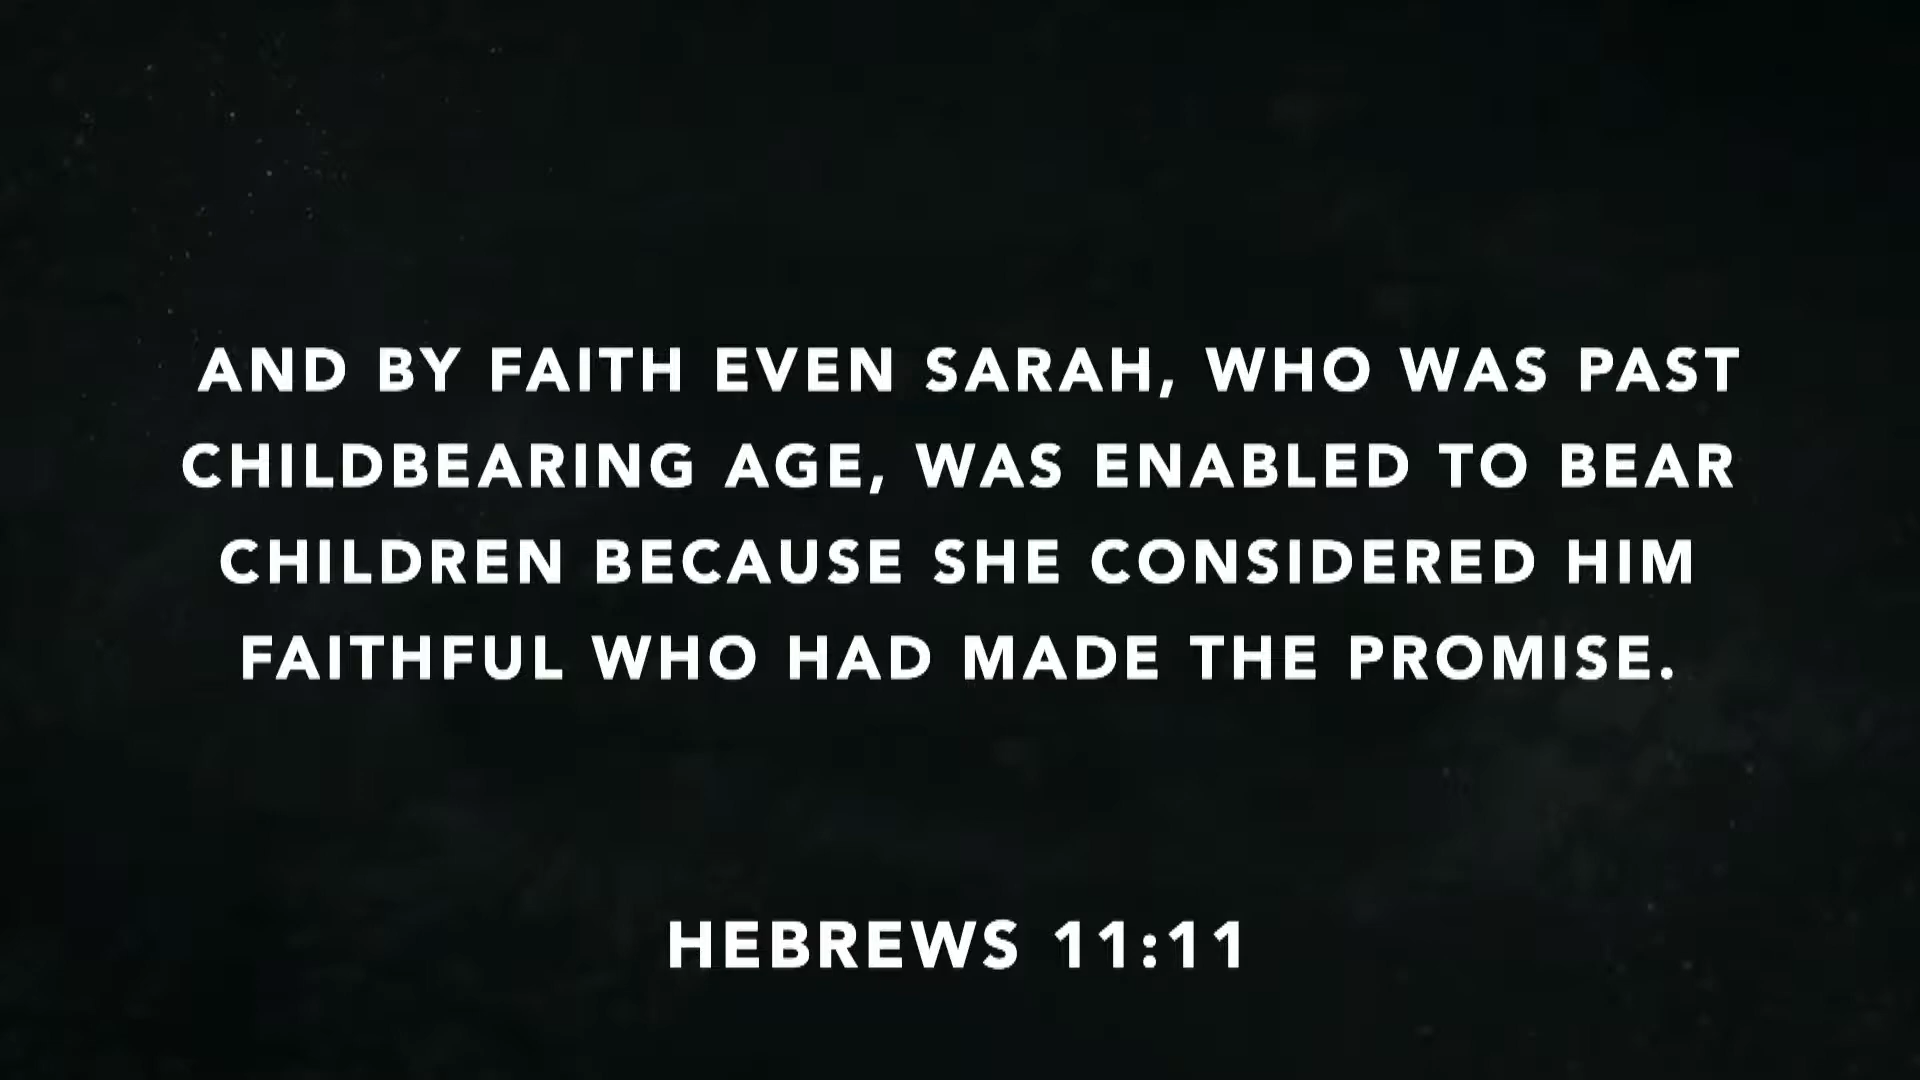 AND BY FAITH EVEN SARAH, WHO WAS PAST
CHILDBEARING AGE, WAS ENABLED TO BEAR
CHILDREN BECAUSE SHE CONSIDERED HIM
FAITHFUL WHO HAD MADE THE PROMISE.
HEBREWS 11:11